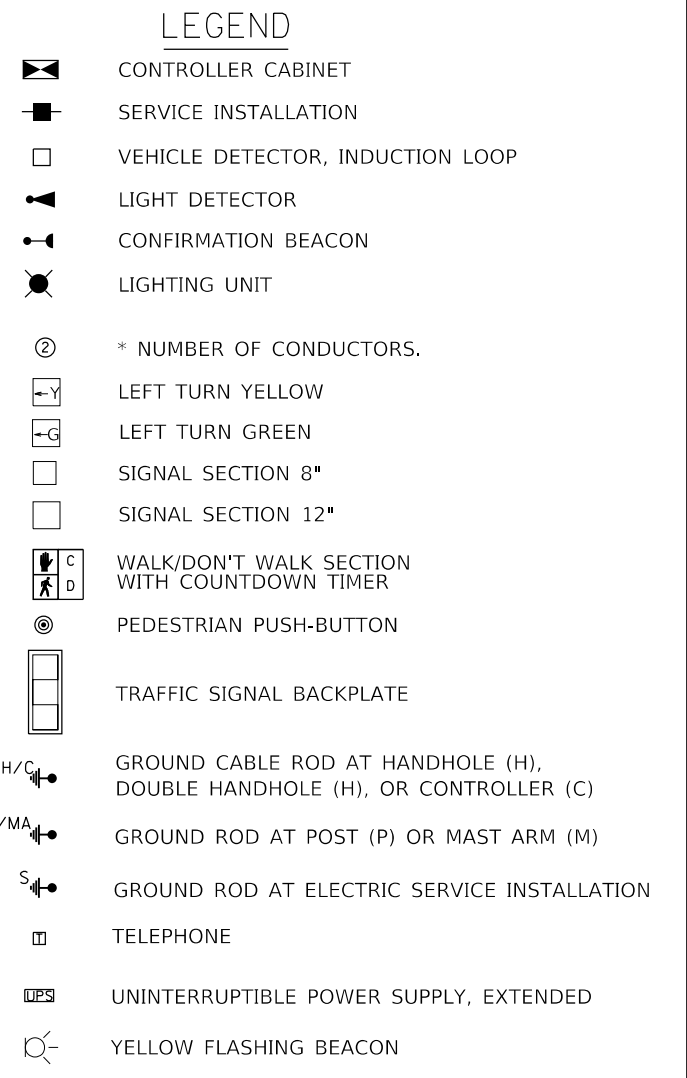 LEGEND
CONTROLLER CABINET
SERVICE INSTALLATION
VEHICLE DETECTOR, INDUCTION LOOP
LIGHT DETECTOR
CONFIRMATION BEACON
LIGHTING UNIT
2 * NUMBER OF CONDUCTORS.
Y LEFT TURN YELLOW
G LEFT TURN GREEN
SIGNAL SECTION 8"
SIGNAL SECTION 12"
C WALK/DON'T WALK SECTION
D WITH COUNTDOWN TIMER
PEDESTRIAN PUSH-BUTTON
TRAFFIC SIGNAL BACKPLATE
H/C GROUND CABLE ROD AT HANDHOLE (H),
DOUBLE HANDHOLE (H), OR CONTROLLER (C)
/MA GROUND ROD AT POST (P) OR MAST ARM (M)
S GROUND ROD AT ELECTRIC SERVICE INSTALLATION
T TELEPHONE
UPS UNINTERRUPTIBLE POWER SUPPLY, EXTENDED
YELLOW FLASHING BEACON